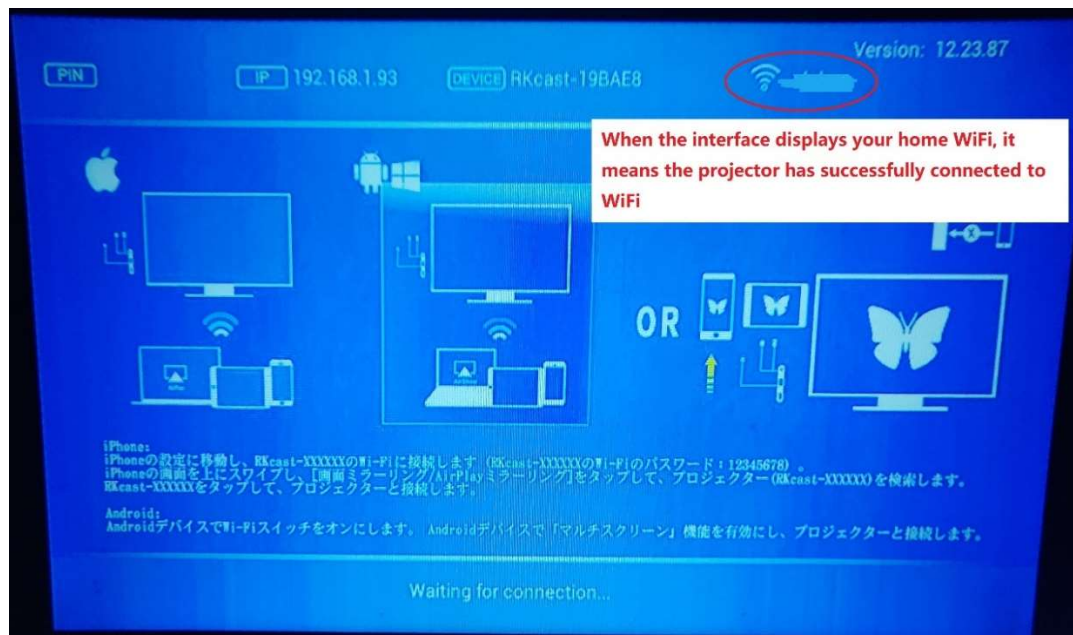 Version: 12.23.87
PIN
IP 192.168.1.93
DEVICE RKcast-19BAE8
When the interface displays your home WiFi, it
means the projector has successfully connected to
WiFi
OR
AirPlay
iPhone:
iPhoneの設定に移動し、RKcast-XXXXXXのWi-Fiに接続します (RKcast-XXXXXXのWi-Fiのパスワード：12345678) 。
iPhoneの画面を上にスワイプし、[画面ミラーリング/AirPlayミラーリング]をタップして、プロジェクター(RKcast-XXXXXX)を検索します。
RKcast-XXXXXXをタップして、プロジェクターと接続します。
Android:
AndroidデバイスでWi-Fiスイッチをオンにします。 Androidデバイスで「マルチスクリーン」機能を有効にし、プロジェクターと接続します。
Waiting for connection...